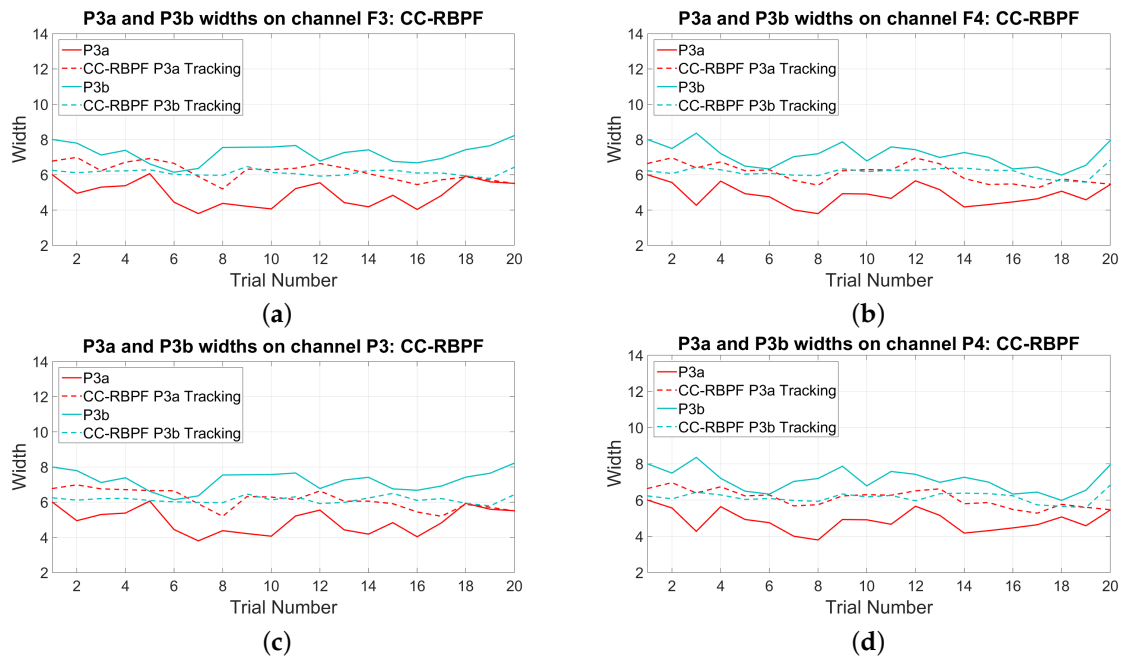 P3a and P3b widths on channel F3: CC-RBPF
14
12
10
8
6
4
2
Width
P3a
CC-RBPF P3a Tracking
P3b
CC-RBPF P3b Tracking
2 4 6 8 10 12 14 16 18 20
Trial Number
(a)
P3a and P3b widths on channel F4: CC-RBPF
14
12
10
8
6
4
2
Width
P3a
CC-RBPF P3a Tracking
P3b
CC-RBPF P3b Tracking
2 4 6 8 10 12 14 16 18 20
Trial Number
(b)
P3a and P3b widths on channel P3: CC-RBPF
14
12
10
8
6
4
2
Width
P3a
CC-RBPF P3a Tracking
P3b
CC-RBPF P3b Tracking
2 4 6 8 10 12 14 16 18 20
Trial Number
(c)
P3a and P3b widths on channel P4: CC-RBPF
14
12
10
8
6
4
2
Width
P3a
CC-RBPF P3a Tracking
P3b
CC-RBPF P3b Tracking
2 4 6 8 10 12 14 16 18 20
Trial Number
(d)